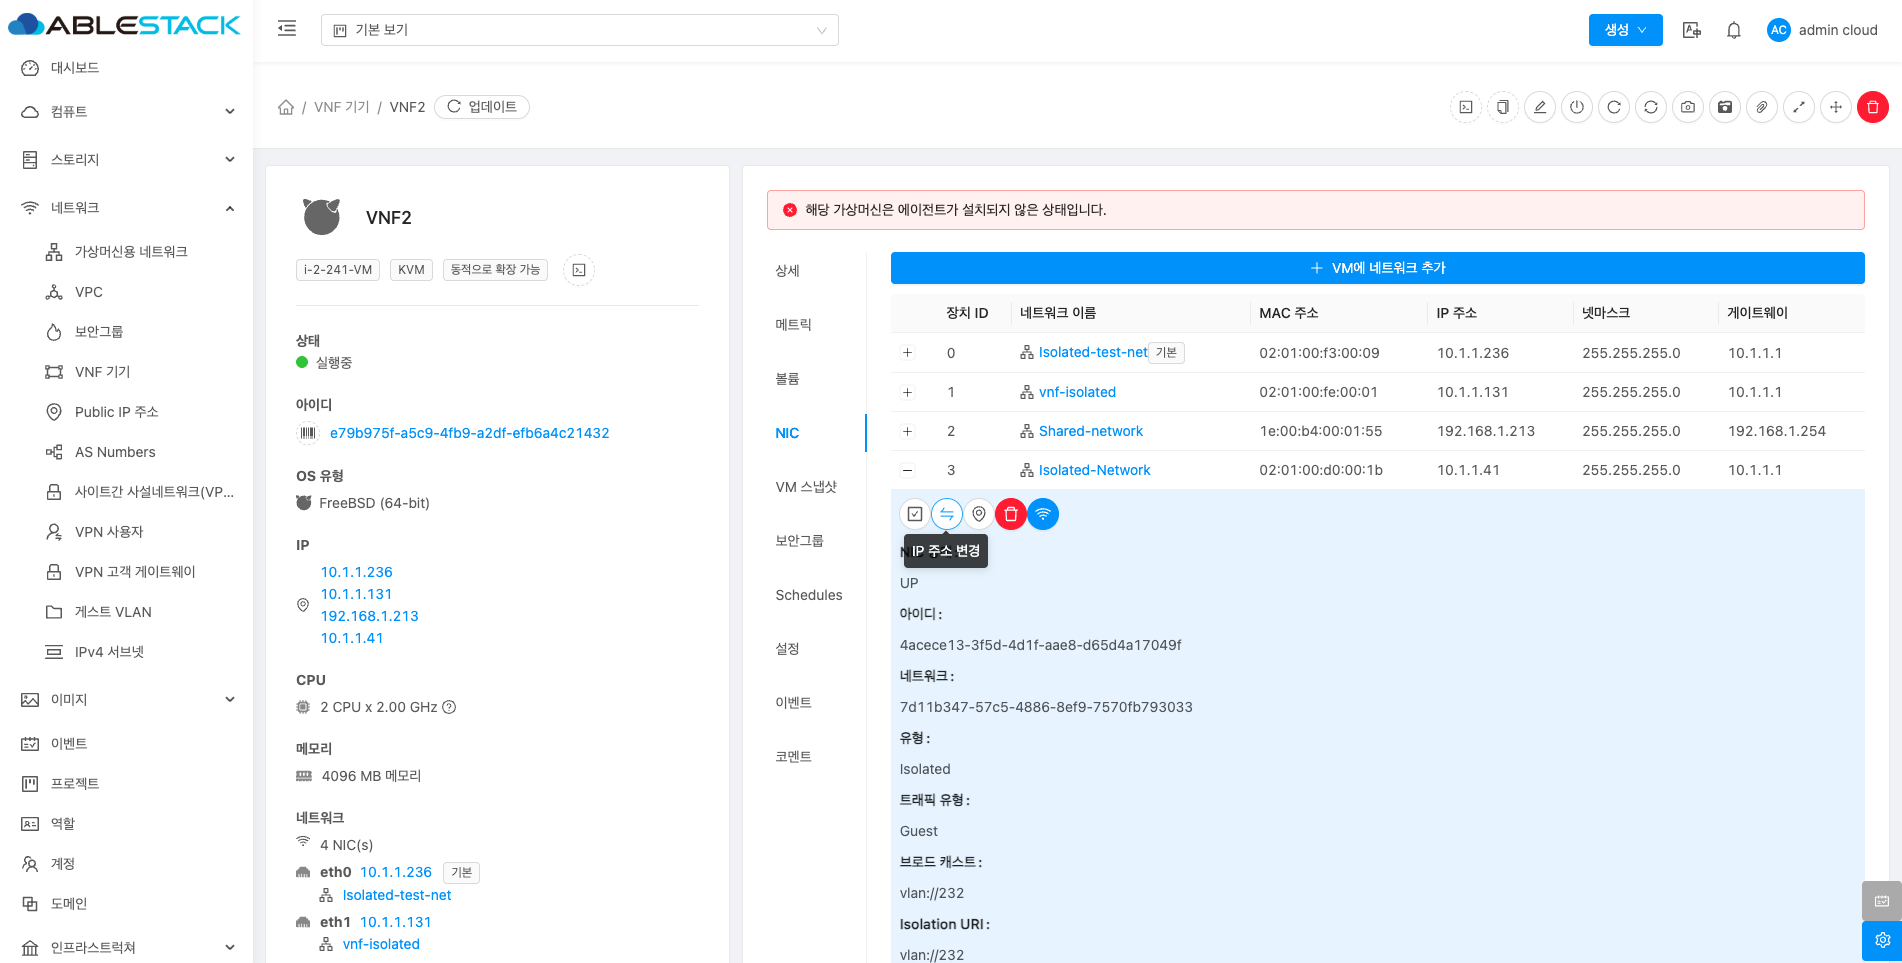 ABLESTACK
기본 보기
생성
AC
admin cloud
대시보드
컴퓨트
스토리지
네트워크
가상머신용 네트워크
VPC
보안그룹
VNF 기기
Public IP 주소
AS Numbers
사이트간 사설네트워크(VP...
VPN 사용자
VPN 고객 게이트웨이
게스트 VLAN
IPv4 서브넷
이미지
이벤트
프로젝트
역할
계정
도메인
인프라스트럭쳐
/ VNF 기기 / VNF2
업데이트
VNF2
i-2-241-VM
KVM
동적으로 확장 가능
상태
실행중
아이디
e79b975f-a5c9-4fb9-a2df-efb6a4c21432
OS 유형
FreeBSD (64-bit)
IP
10.1.1.236
10.1.1.131
192.168.1.213
10.1.1.41
CPU
2 CPU x 2.00 GHz
메모리
4096 MB 메모리
네트워크
4 NIC(s)
eth0 10.1.1.236 기본
Isolated-test-net
eth1 10.1.1.131
vnf-isolated
해당 가상머신은 에이전트가 설치되지 않은 상태입니다.
상세
메트릭
볼륨
NIC
VM 스냅샷
보안그룹
Schedules
설정
이벤트
코멘트
VM에 네트워크 추가
장치 ID 네트워크 이름 MAC 주소 IP 주소 넷마스크 게이트웨이
0 Isolated-test-net 기본 02:01:00:f3:00:09 10.1.1.236 255.255.255.0 10.1.1.1
1 vnf-isolated 02:01:00:fe:00:01 10.1.1.131 255.255.255.0 10.1.1.1
2 Shared-network 1e:00:b4:00:01:55 192.168.1.213 255.255.255.0 192.168.1.254
3 Isolated-Network 02:01:00:d0:00:1b 10.1.1.41 255.255.255.0 10.1.1.1
IP 주소 변경
UP
아이디 :
4acece13-3f5d-4d1f-aae8-d65d4a17049f
네트워크 :
7d11b347-57c5-4886-8ef9-7570fb793033
유형 :
Isolated
트래픽 유형 :
Guest
브로드 캐스트 :
vlan://232
Isolation URI :
vlan://232